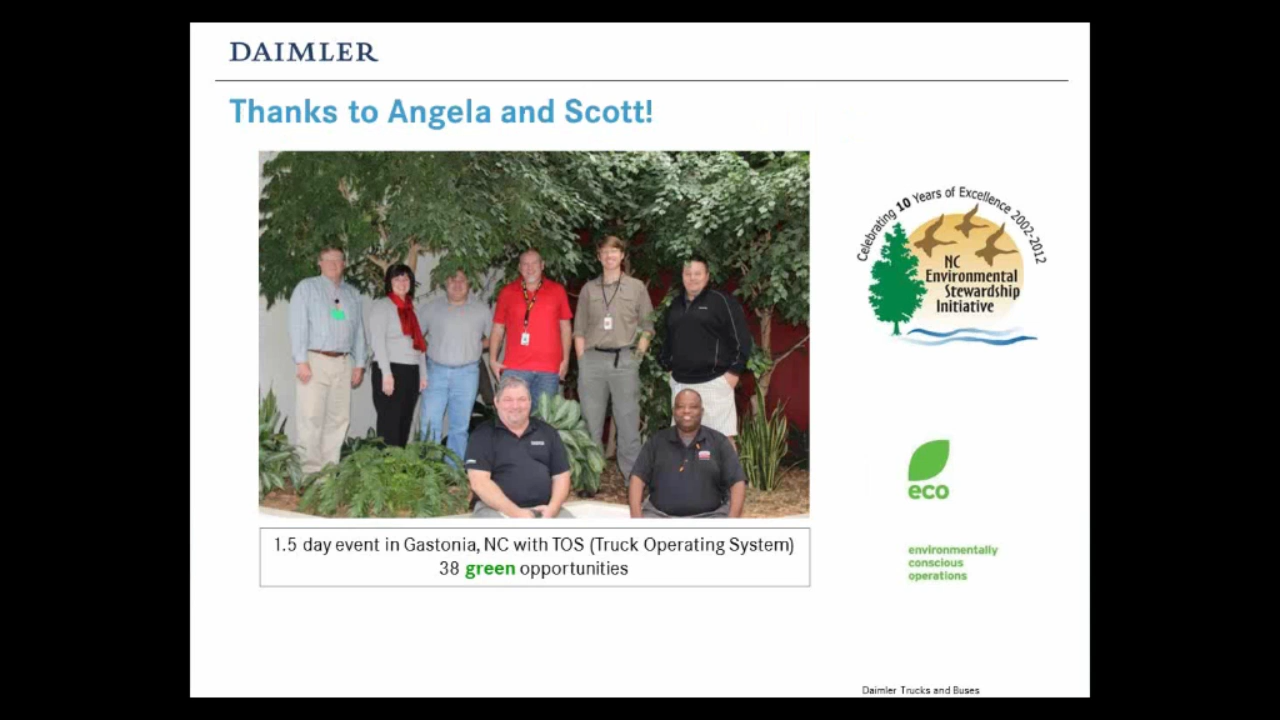 DAIMLER
Thanks to Angela and Scott!
Celebrating 10 Years of Excellence 2002-2012
NC
Environmental
Stewardship
Initiative
eco
environmentally
conscious
operations
1.5 day event in Gastonia, NC with TOS (Truck Operating System)
38 green opportunities
Daimler Trucks and Buses